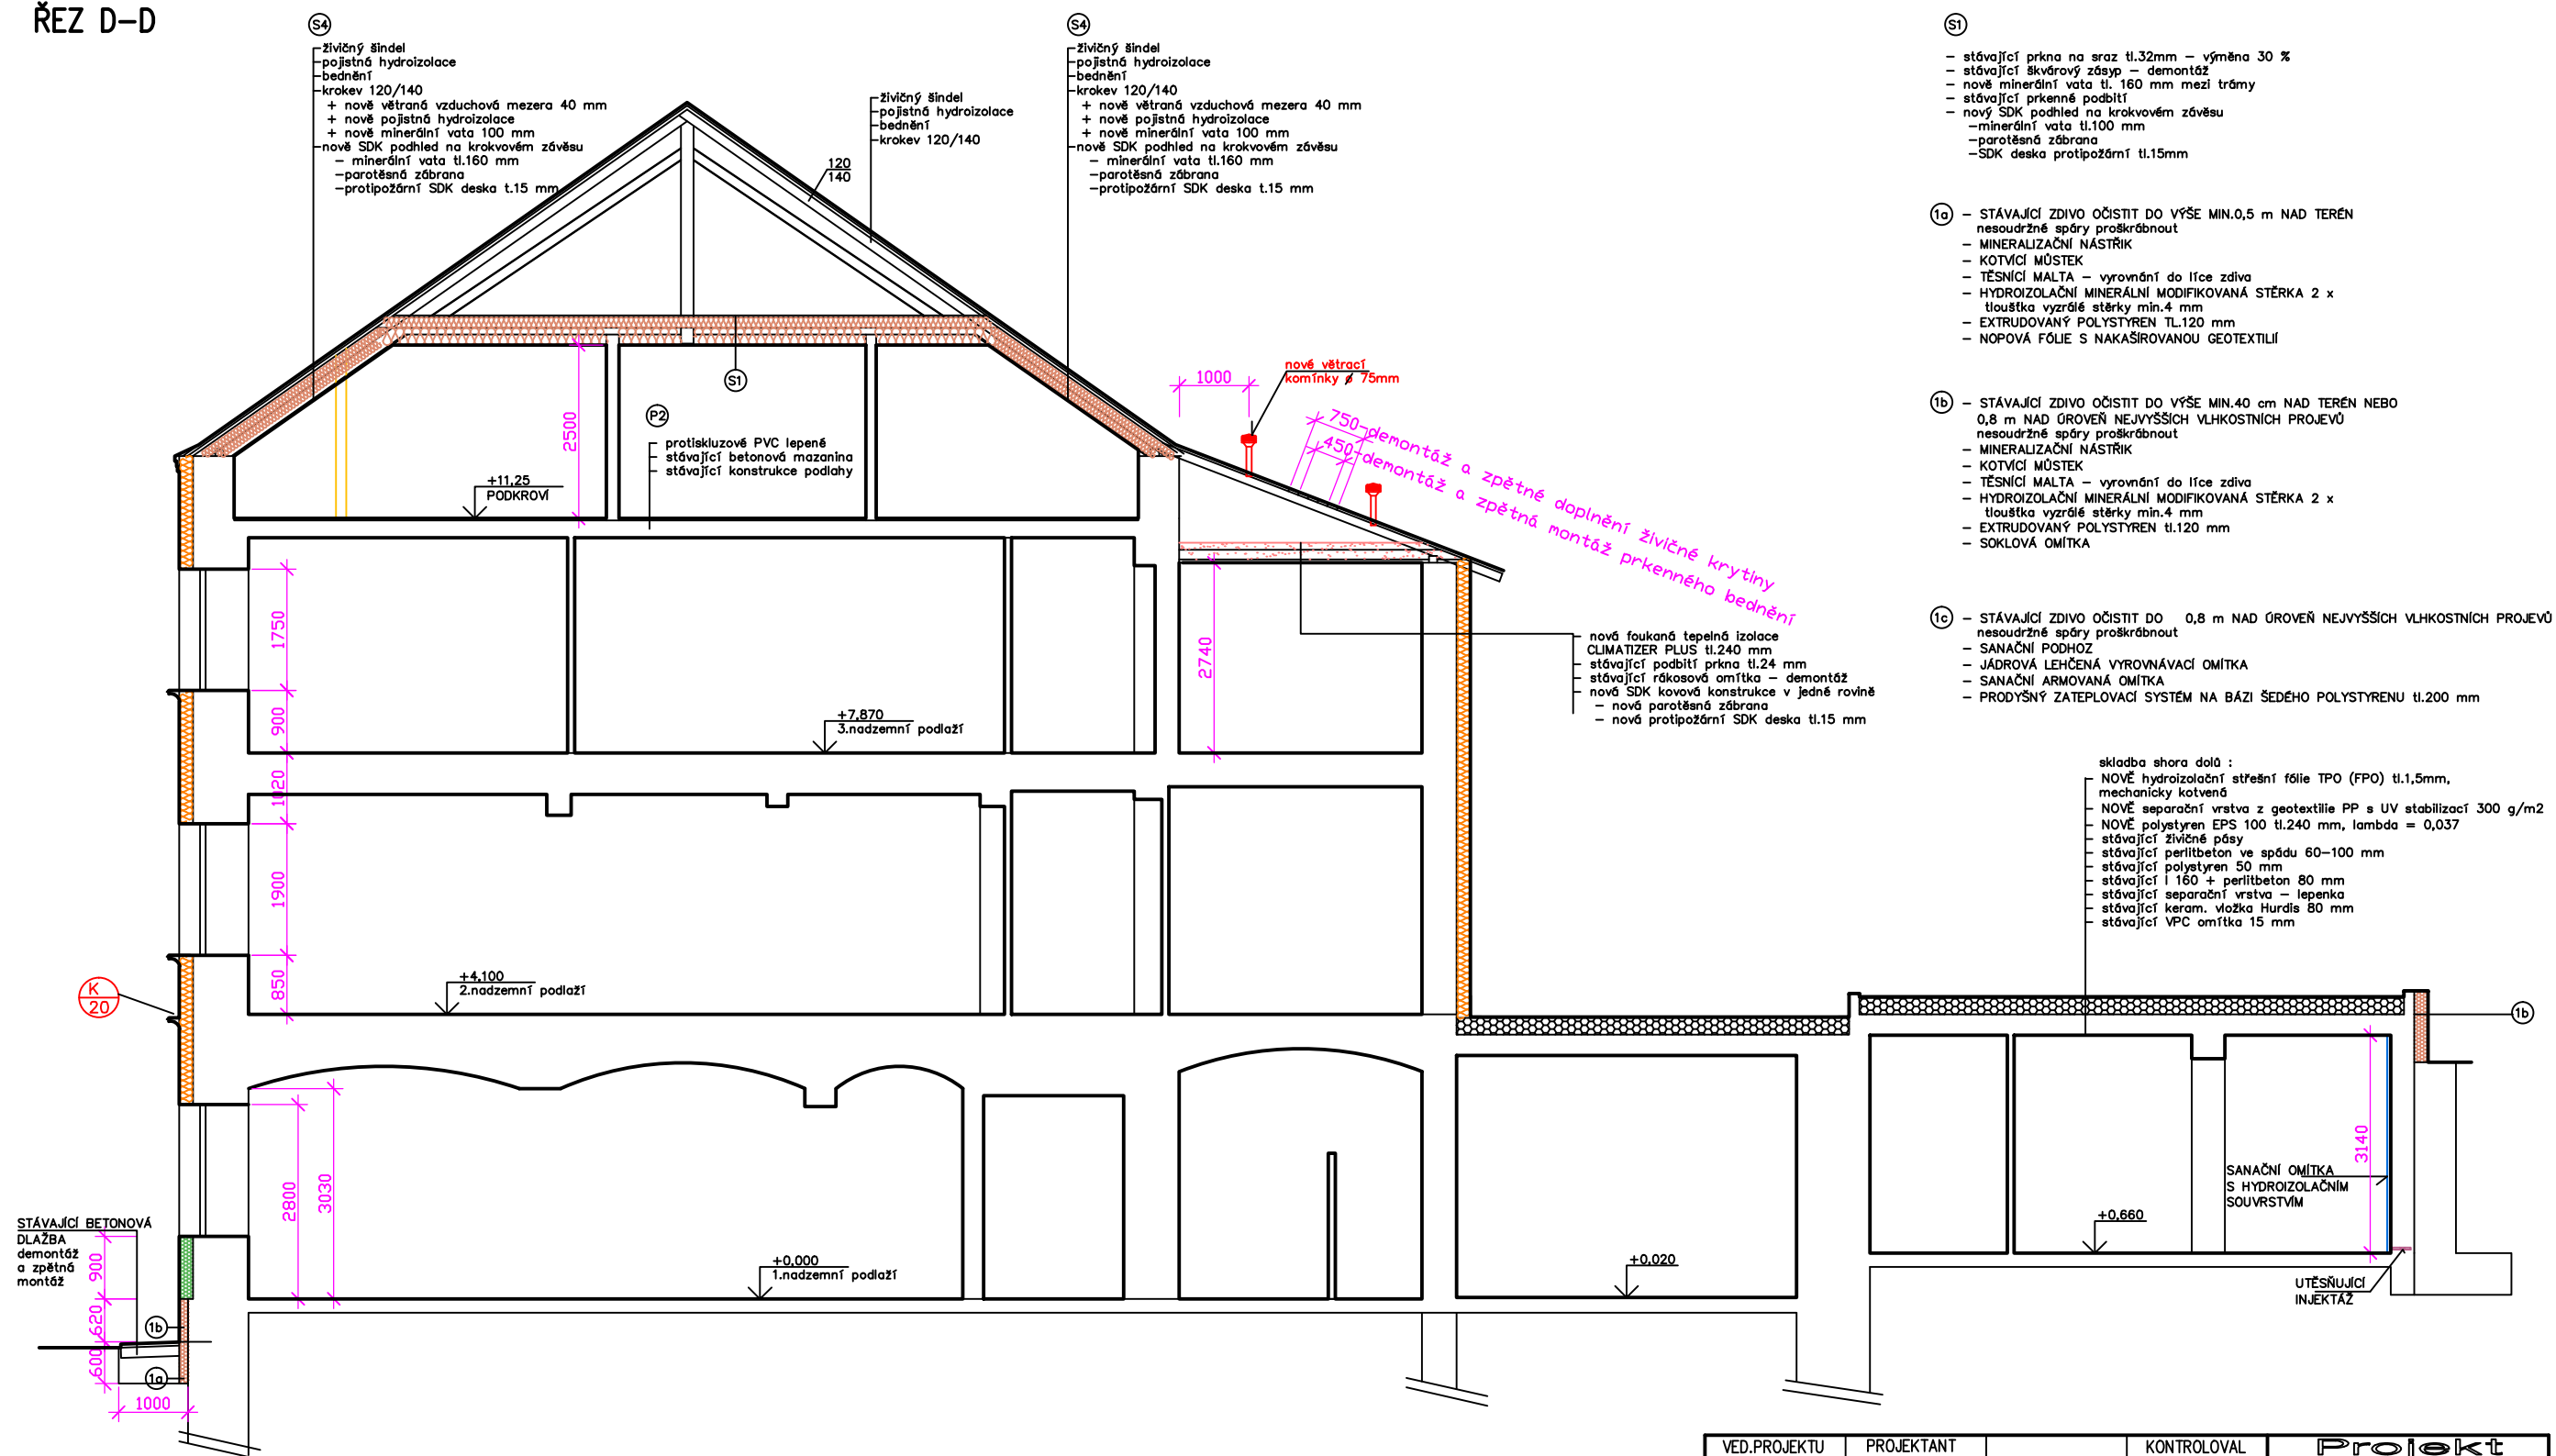 ŘEZ D-D
S4
živičný šindel
pojistná hydroizolace
bednění
krokev 120/140
+ nově větraná vzduchová mezera 40 mm
+ nově pojistná hydroizolace
+ nově minerální vata 100 mm
nově SDK podhled na krokvovém závěsu
- minerální vata tl.160 mm
-parotěsná zábrana
-protipožární SDK deska t.15 mm
živičný šindel
pojistná hydroizolace
bednění
krokev 120/140
120
140
S4
živičný šindel
pojistná hydroizolace
bednění
krokev 120/140
+ nově větraná vzduchová mezera 40 mm
+ nově pojistná hydroizolace
+ nově minerální vata 100 mm
nově SDK podhled na krokvovém závěsu
- minerální vata tl.160 mm
-parotěsná zábrana
-protipožární SDK deska t.15 mm
S1
- stávající prkna na sraz tl.32mm - výměna 30 %
- stávající škvárový zásyp - demontáž
- nově minerální vata tl. 160 mm mezi trámy
- stávající prkenné podbití
- nový SDK podhled na krokvovém závěsu
-minerální vata tl.100 mm
-parotěsná zábrana
-SDK deska protipožární tl.15mm
1a - STÁVAJÍCÍ ZDIVO OČISTIT DO VÝŠE MIN.0,5 m NAD TERÉN
nesoudržné spáry proškrábnout
- MINERALIZAČNÍ NÁSTŘIK
- KOTVÍCÍ MŮSTEK
- TĚSNÍCÍ MALTA - vyrovnání do líce zdiva
- HYDROIZOLAČNÍ MINERÁLNÍ MODIFIKOVANÁ STĚRKA 2 x
tloušťka vyzrálé stěrky min.4 mm
- EXTRUDOVANÝ POLYSTYREN TL.120 mm
- NOPOVÁ FÓLIE S NAKAŠÍROVANOU GEOTEXTILIÍ
1b - STÁVAJÍCÍ ZDIVO OČISTIT DO VÝŠE MIN.40 cm NAD TERÉN NEBO
0,8 m NAD ÚROVEŇ NEJVYŠŠÍCH VLHKOSTNÍCH PROJEVŮ
nesoudržné spáry proškrábnout
- MINERALIZAČNÍ NÁSTŘIK
- KOTVÍCÍ MŮSTEK
- TĚSNÍCÍ MALTA - vyrovnání do líce zdiva
- HYDROIZOLAČNÍ MINERÁLNÍ MODIFIKOVANÁ STĚRKA 2 x
tloušťka vyzrálé stěrky min.4 mm
- EXTRUDOVANÝ POLYSTYREN tl.120 mm
- SOKLOVÁ OMÍTKA
1c - STÁVAJÍCÍ ZDIVO OČISTIT DO 0,8 m NAD ÚROVEŇ NEJVYŠŠÍCH VLHKOSTNÍCH PROJEVŮ
nesoudržné spáry proškrábnout
- SANAČNÍ PODHOZ
- JÁDROVÁ LEHČENÁ VYROVNÁVACÍ OMÍTKA
- SANAČNÍ ARMOVANÁ OMÍTKA
- PRODYŠNÝ ZATEPLOVACÍ SYSTÉM NA BÁZI ŠEDÉHO POLYSTYRENU tl.200 mm
S1
P2
protiskluzové PVC lepené
stávající betonová mazanina
stávající konstrukce podlahy
2500
+11,25
PODKROVÍ
1000
nové větrací
komínky ø 75mm
750-demontáž a zpětné doplnění živičné krytiny
450-demontáž a zpětná montáž prkenného bednění
nová foukaná tepelná izolace
CLIMATIZER PLUS tl.240 mm
stávající podbití prkna tl.24 mm
stávající rákosová omítka - demontáž
nová SDK kovová konstrukce v jedné rovině
- nová parotěsná zábrana
- nová protipožární SDK deska tl.15 mm
1750
2740
900
+7,870
3.nadzemní podlaží
1020
1900
850
+4,100
2.nadzemní podlaží
K
20
skladba shora dolů :
NOVĚ hydroizolační střešní fólie TPO (FPO) tl.1,5mm,
mechanicky kotvená
NOVĚ separační vrstva z geotextilie PP s UV stabilizací 300 g/m2
NOVĚ polystyren EPS 100 tl.240 mm, lambda = 0,037
stávající živičné pásy
stávající perlitbeton ve spádu 60-100 mm
stávající polystyren 50 mm
stávající I 160 + perlitbeton 80 mm
stávající separační vrstva - lepenka
stávající keram. vložka Hurdis 80 mm
stávající VPC omítka 15 mm
1b
2800
3030
3140
SANAČNÍ OMÍTKA
S HYDROIZOLAČNÍM
SOUVRSTVÍM
+0,660
+0,020
+0,000
1.nadzemní podlaží
UTĚSŇUJÍCÍ
INJEKTÁŽ
STÁVAJÍCÍ BETONOVÁ
DLAŽBA
demontáž
a zpětná
montáž
900
620
600
1b
1a
1000
VED.PROJEKTU
PROJEKTANT
KONTROLOVAL
Projekt